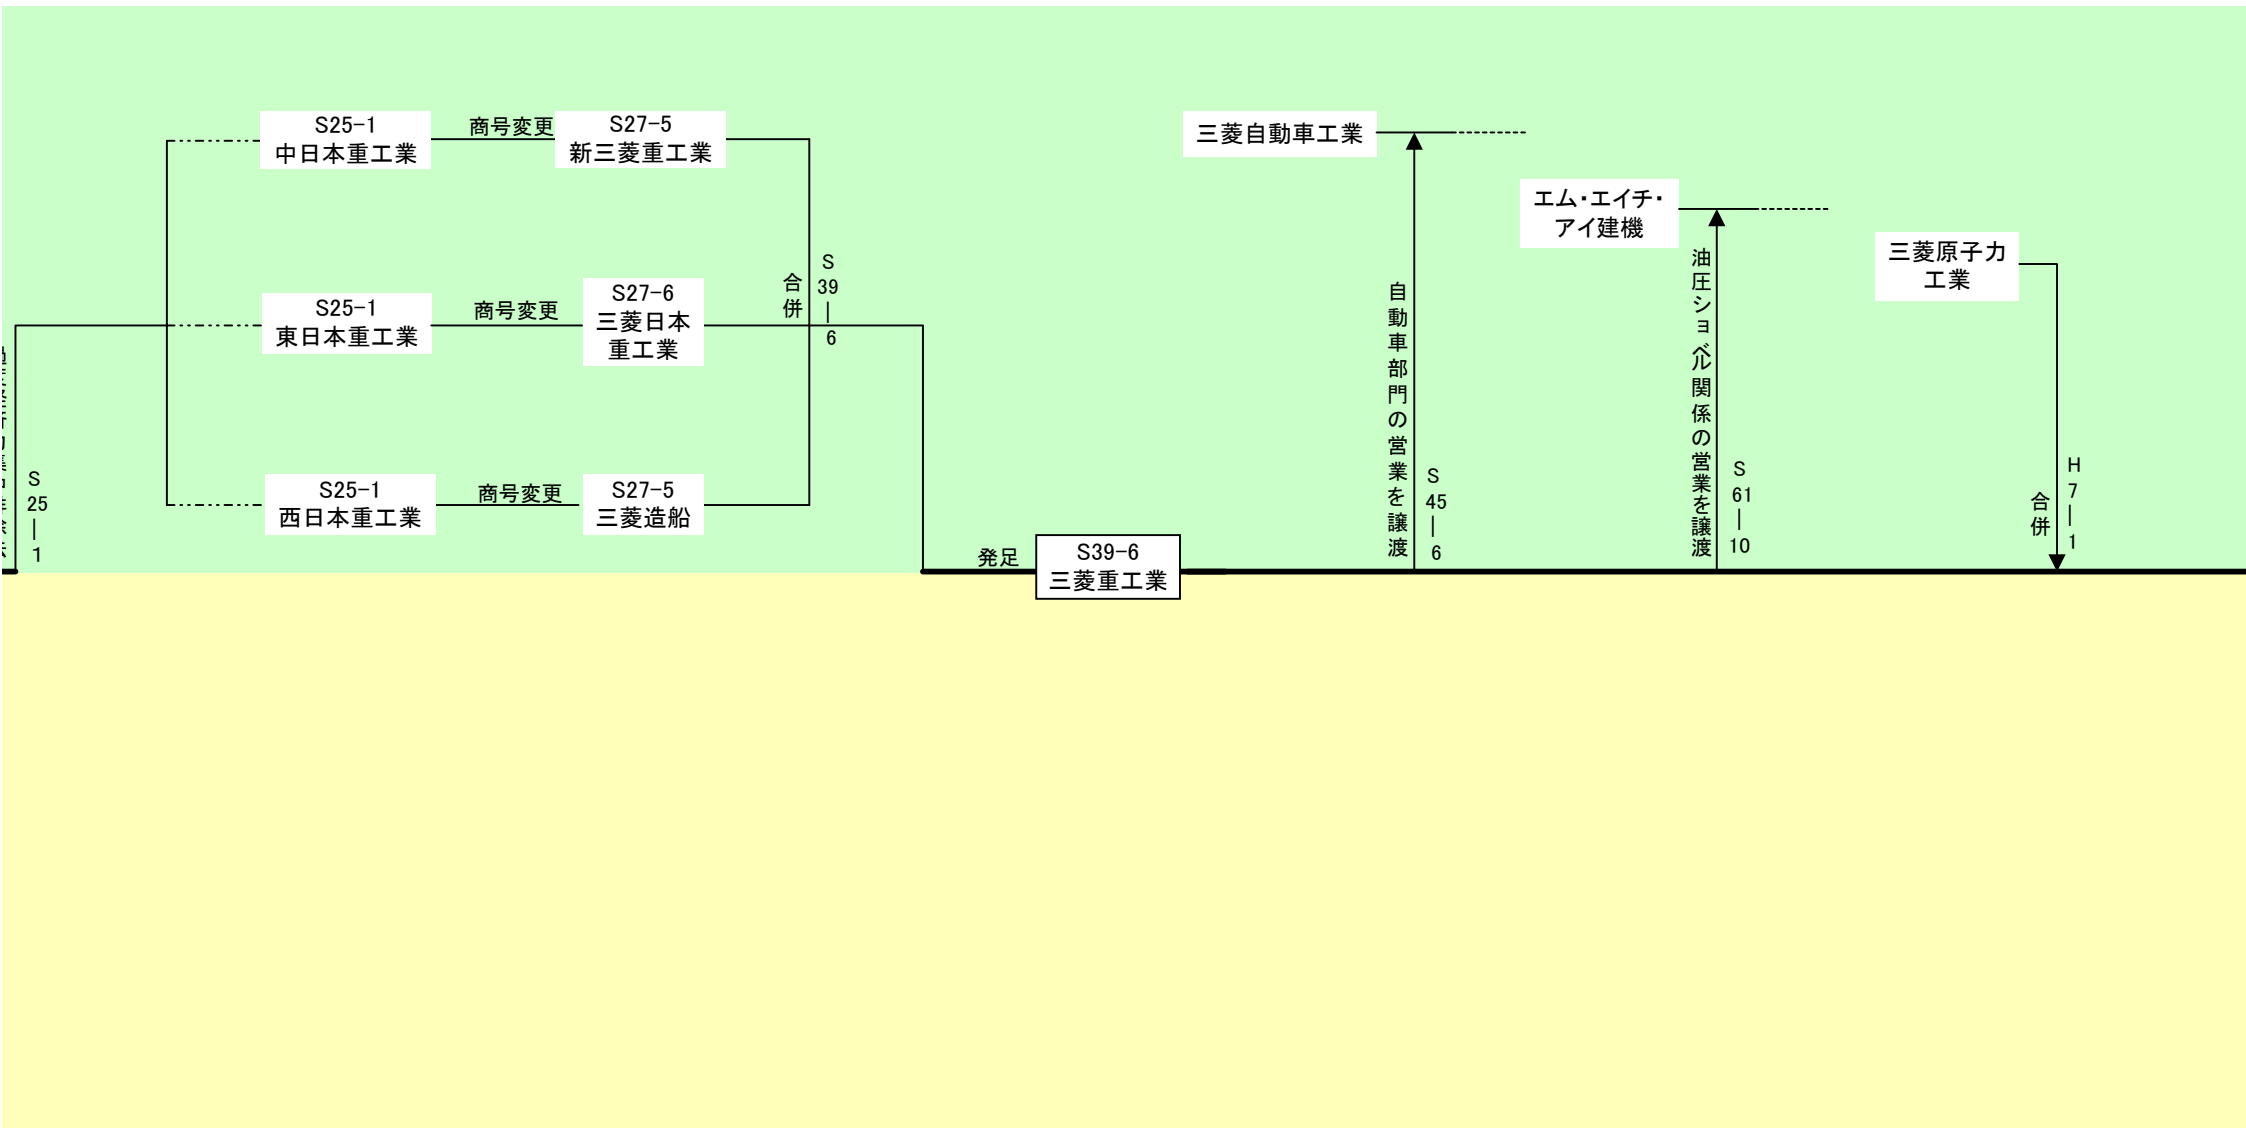 S25-1
中日本重工業
商号変更
S27-5
新三菱重工業
S25-1
東日本重工業
商号変更
S27-6
三菱日本
重工業
S25-1
西日本重工業
商号変更
S27-5
三菱造船
S
25
|
1
合併
S
39
|
6
発足
S39-6
三菱重工業
三菱自動車工業
自動車部門の営業を譲渡
S
45
|
6
エム・エイチ・
アイ建機
油圧ショベル関係の営業を譲渡
S
61
|
10
三菱原子力
工業
合併
H
7
|
1